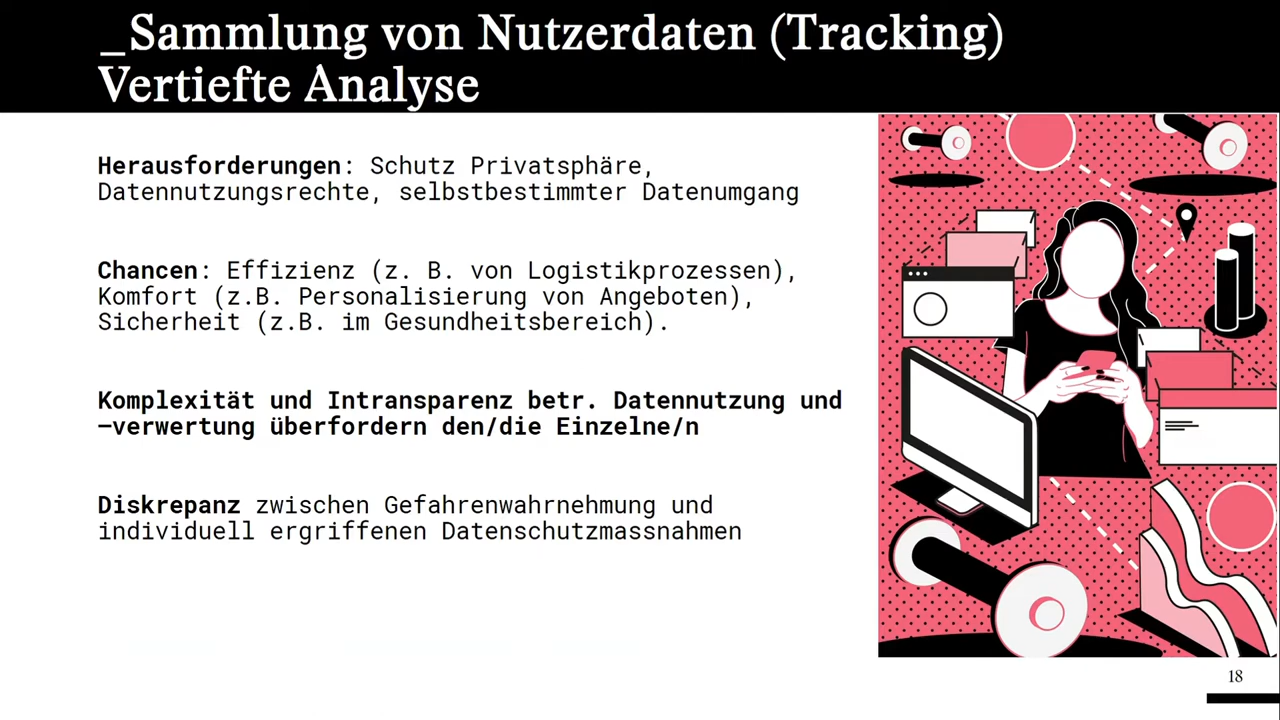 _Sammlung von Nutzerdaten (Tracking)
Vertiefte Analyse
Herausforderungen: Schutz Privatsphäre,
Datennutzungsrechte, selbstbestimmter Datenumgang
Chancen: Effizienz (z. B. von Logistikprozessen),
Komfort (z.B. Personalisierung von Angeboten),
Sicherheit (z.B. im Gesundheitsbereich).
Komplexität und Intransparenz betr. Datennutzung und
–verwertung überfordern den/die Einzelne/n
Diskrepanz zwischen Gefahrenwahrnehmung und
individuell ergriffenen Datenschutzmassnahmen
18